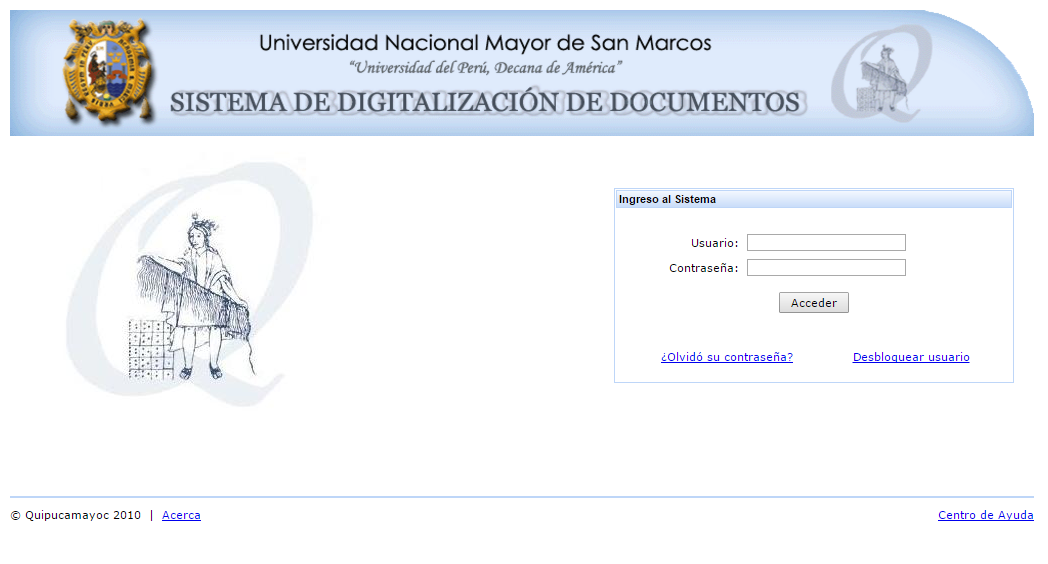 Universidad Nacional Mayor de San Marcos
“Universidad del Perú, Decana de América”
SISTEMA DE DIGITALIZACIÓN DE DOCUMENTOS
Ingreso al Sistema
Usuario:
Contraseña:
Acceder
¿Olvidó su contraseña? Desbloquear usuario
© Quipucamayoc 2010 | Acerca Centro de Ayuda